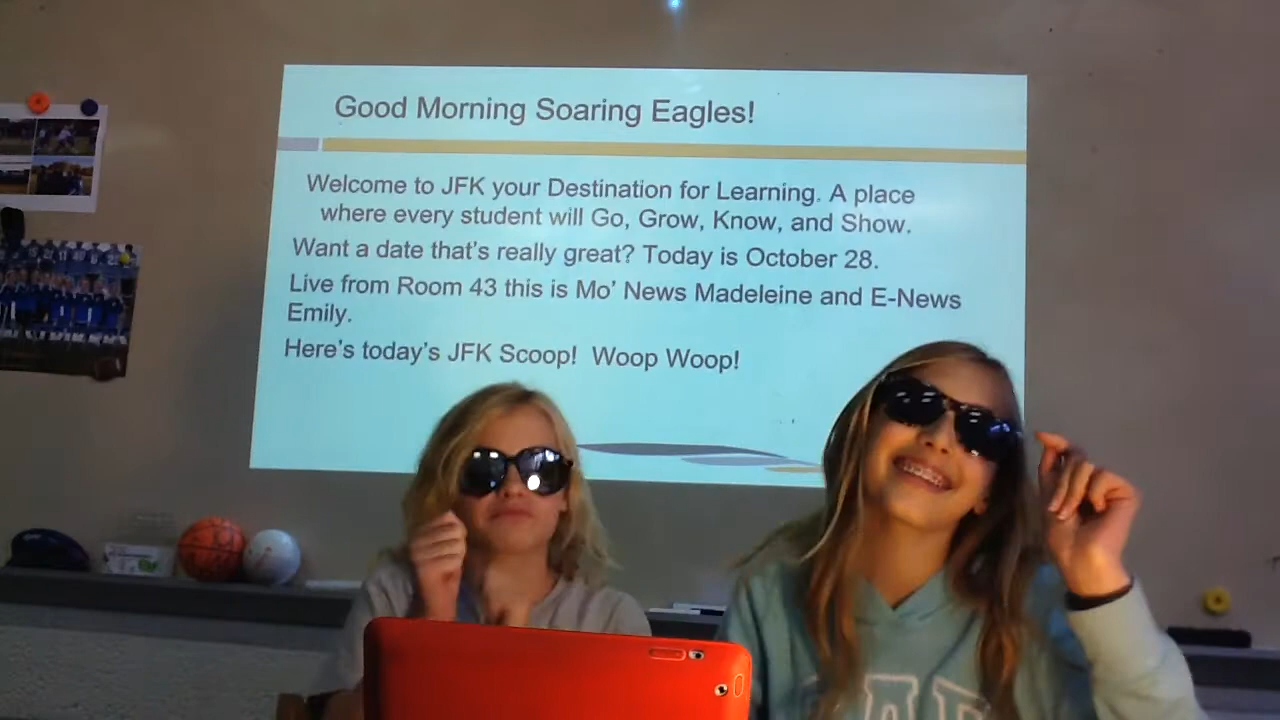 Good Morning Soaring Eagles!
Welcome to JFK your Destination for Learning. A place
where every student will Go, Grow, Know, and Show.
Want a date that's really great? Today is October 28.
Live from Room 43 this is Mo' News Madeleine and E-News
Emily.
Here's today's JFK Scoop!  Woop Woop!